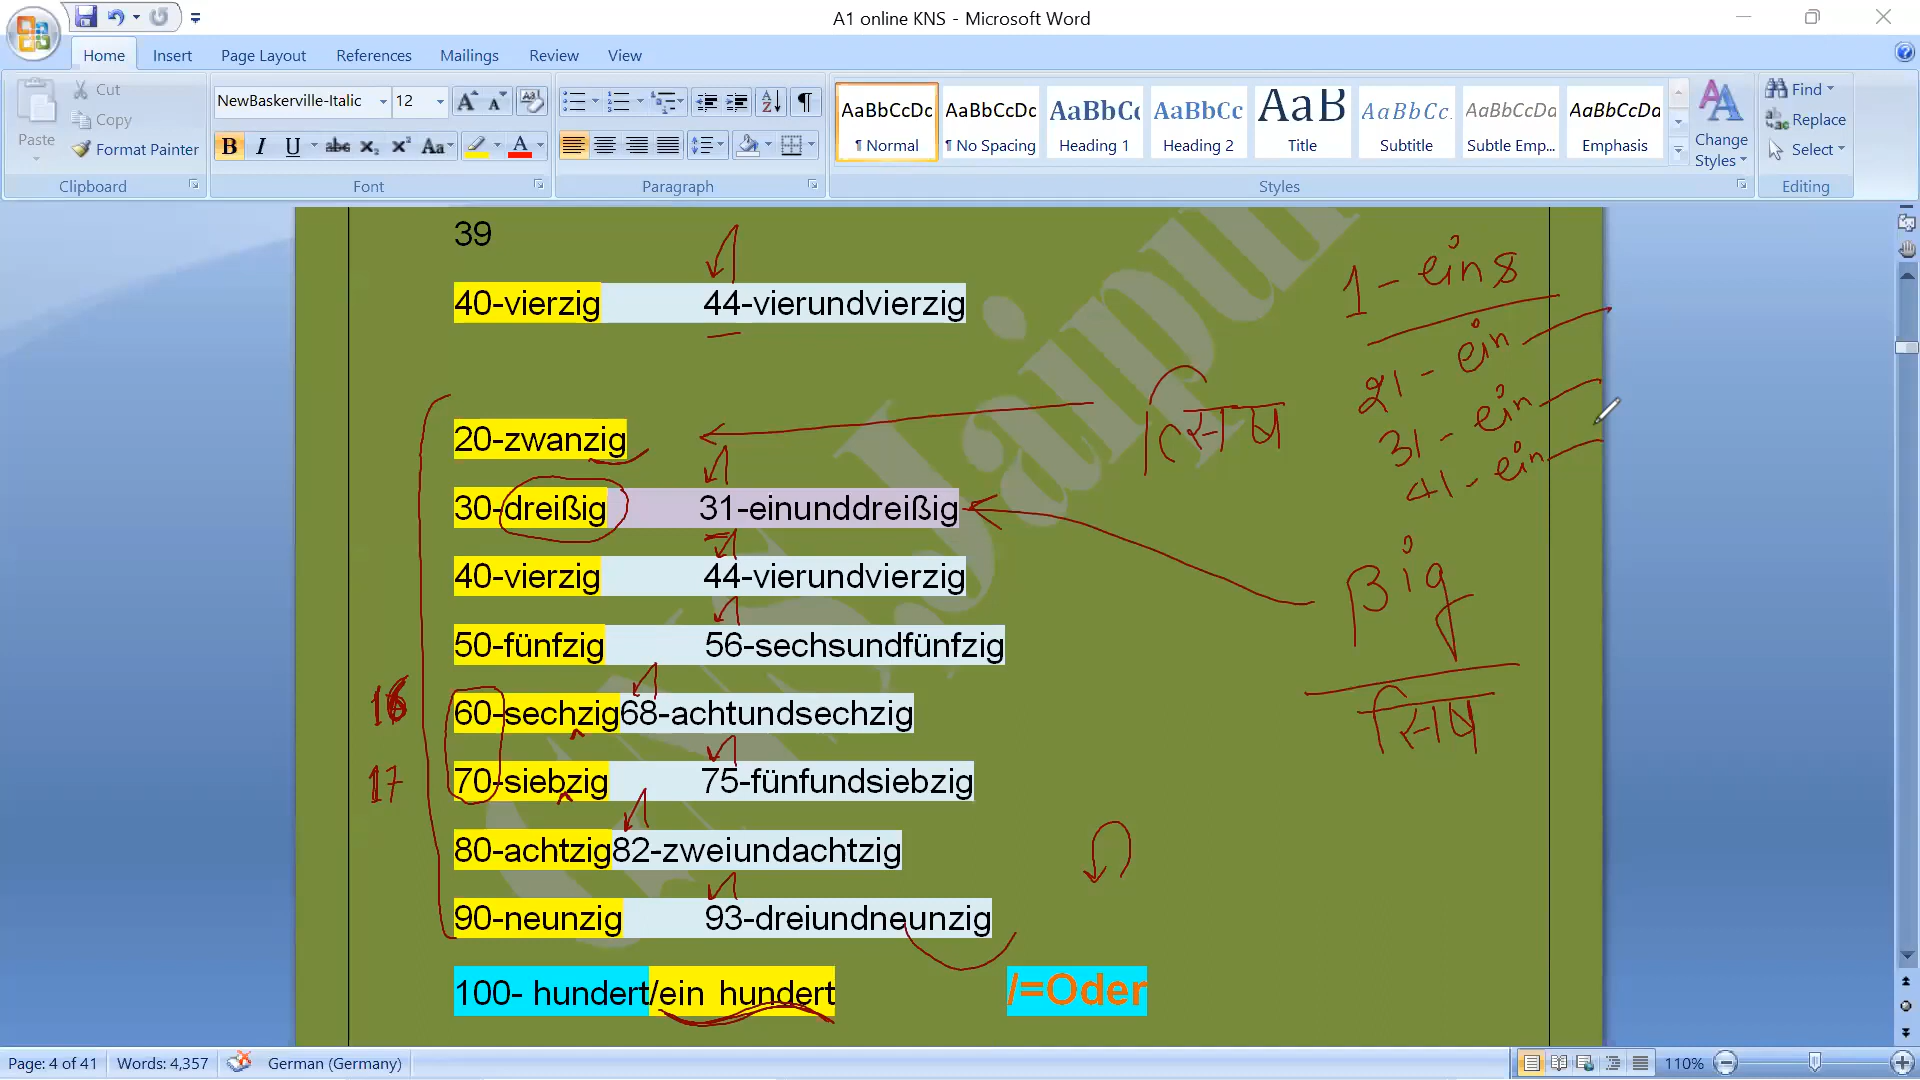 A1 online KNS - Microsoft Word
Home Insert Page Layout References Mailings Review View
Paste
Cut
Copy
Format Painter
Clipboard
NewBaskerville-Italic 12
Font
Paragraph
AaBbCcDc AaBbCcDc AaBbCc AaBbCc AaB AaBbCc. AaBbCcDa AaBbCcDc
¶ Normal ¶ No Spacing Heading 1 Heading 2 Title Subtitle Subtle Emp... Emphasis
Styles
Change Styles
Find
Replace
Select
Editing
39
40-vierzig 44-vierundvierzig
20-zwanzig
30-dreißig 31-einunddreißig
40-vierzig 44-vierundvierzig
50-fünfzig 56-sechsundfünfzig
60-sechzig68-achtundsechzig
70-siebzig 75-fünfundsiebzig
80-achtzig82-zweiundachtzig
90-neunzig 93-dreiundneunzig
100- hundert/ein hundert /=Oder
16
17
1 - eins
21 - ein
31 - ein
41 - ein
ßig
Jaipur
Page: 4 of 41 Words: 4,357 German (Germany) 110%